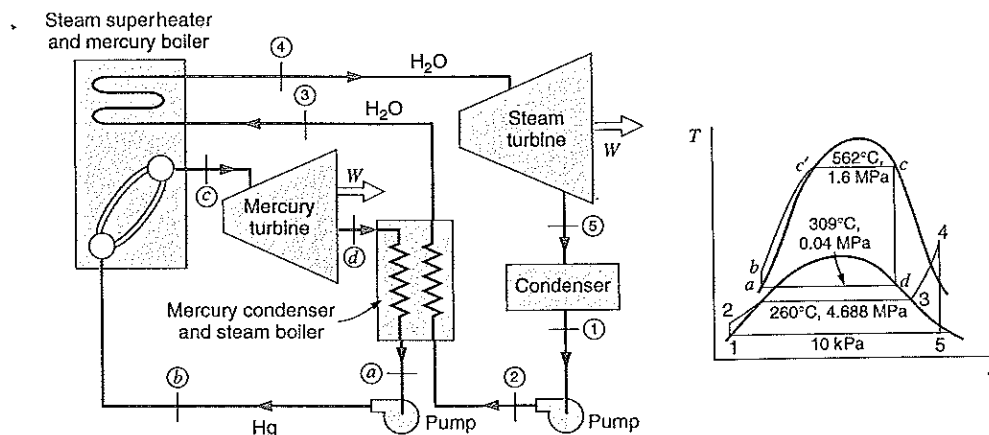 Steam superheater
and mercury boiler
4
H2O
3
H2O
Steam
turbine
W
c
W
Mercury
turbine
d
5
Condenser
Mercury condenser
and steam boiler
1
a
b
2
Hg
Pump
Pump
T
c'
562°C,
c
1.6 MPa
309°C,
0.04 MPa
4
b
a
d
2
3
260°C, 4.688 MPa
1
10 kPa
5